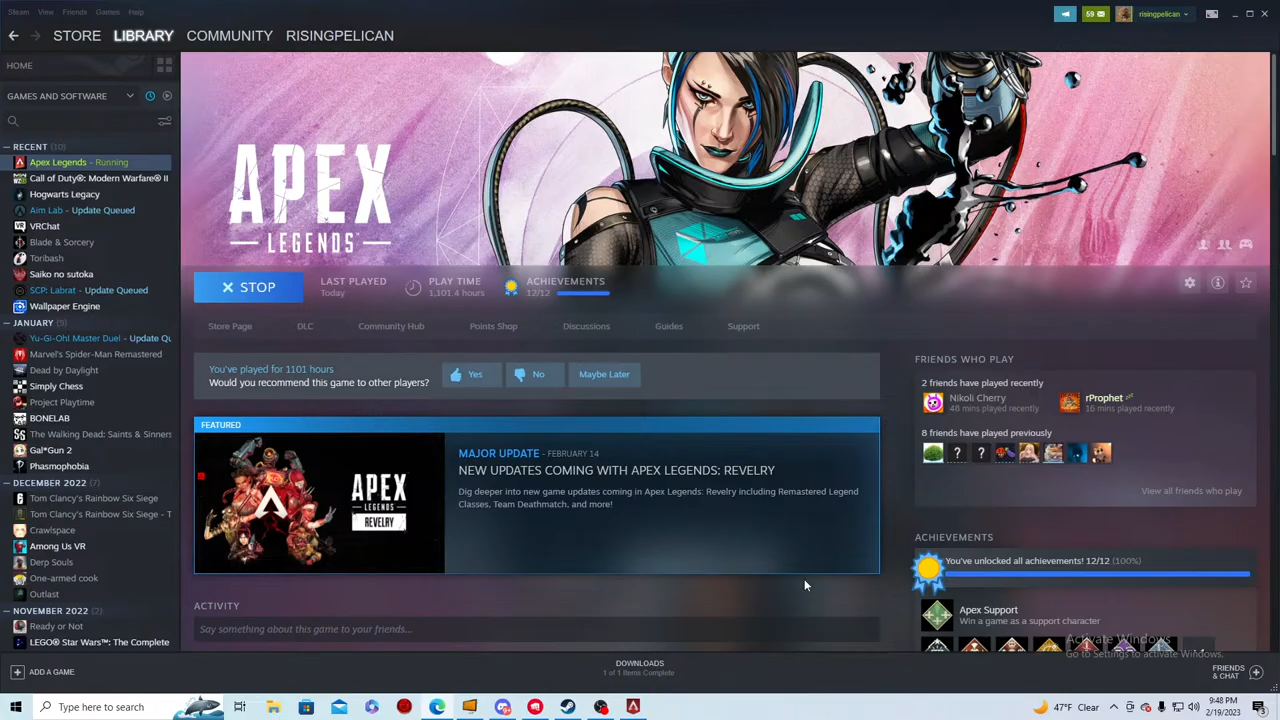 Steam View Friends Games Help
59
risingpelican
STORE LIBRARY COMMUNITY RISINGPELICAN
HOME
GAMES AND SOFTWARE
RECENT (10)
Apex Legends - Running
Call of Duty®: Modern Warfare® II
Hogwarts Legacy
Aim Lab - Update Queued
VRChat
Blade & Sorcery
Toribash
Saiko no sutoka
SCP: Labrat - Update Queued
Wallpaper Engine
JANUARY (9)
Yu-Gi-Oh! Master Duel - Update Qu
Marvel's Spider-Man Remastered
Dead by Daylight
Simply Chess
Project Playtime
BONELAB
The Walking Dead: Saints & Sinners
Gal*Gun 2
Phasmophobia
DECEMBER 2022 (7)
Tom Clancy's Rainbow Six Siege
Tom Clancy's Rainbow Six Siege - T
Crawlspace
Among Us VR
Derp Souls
One-armed cook
Outlast
NOVEMBER 2022 (2)
Ready or Not
LEGO® Star Wars™: The Complete
ADD A GAME
APEX
LEGENDS™
STOP
LAST PLAYED
Today
PLAY TIME
1,101.4 hours
ACHIEVEMENTS
12/12
Store Page DLC Community Hub Points Shop Discussions Guides Support
You've played for 1101 hours
Would you recommend this game to other players?
Yes No Maybe Later
FEATURED
APEX
LEGENDS
REVELRY
MAJOR UPDATE - FEBRUARY 14
NEW UPDATES COMING WITH APEX LEGENDS: REVELRY
Dig deeper into new game updates coming in Apex Legends: Revelry including Remastered Legend
Classes, Team Deathmatch, and more!
ACTIVITY
Say something about this game to your friends...
FRIENDS WHO PLAY
2 friends have played recently
Nikoli Cherry
48 mins played recently
rProphet
16 mins played recently
8 friends have played previously
View all friends who play
ACHIEVEMENTS
You've unlocked all achievements! 12/12 (100%)
Apex Support
Win a game as a support character
Activate Windows
Go to Settings to activate Windows.
DOWNLOADS
1 of 1 Items Complete
FRIENDS
& CHAT
Type here to search
47°F Clear
9:48 PM
2/19/2023
3